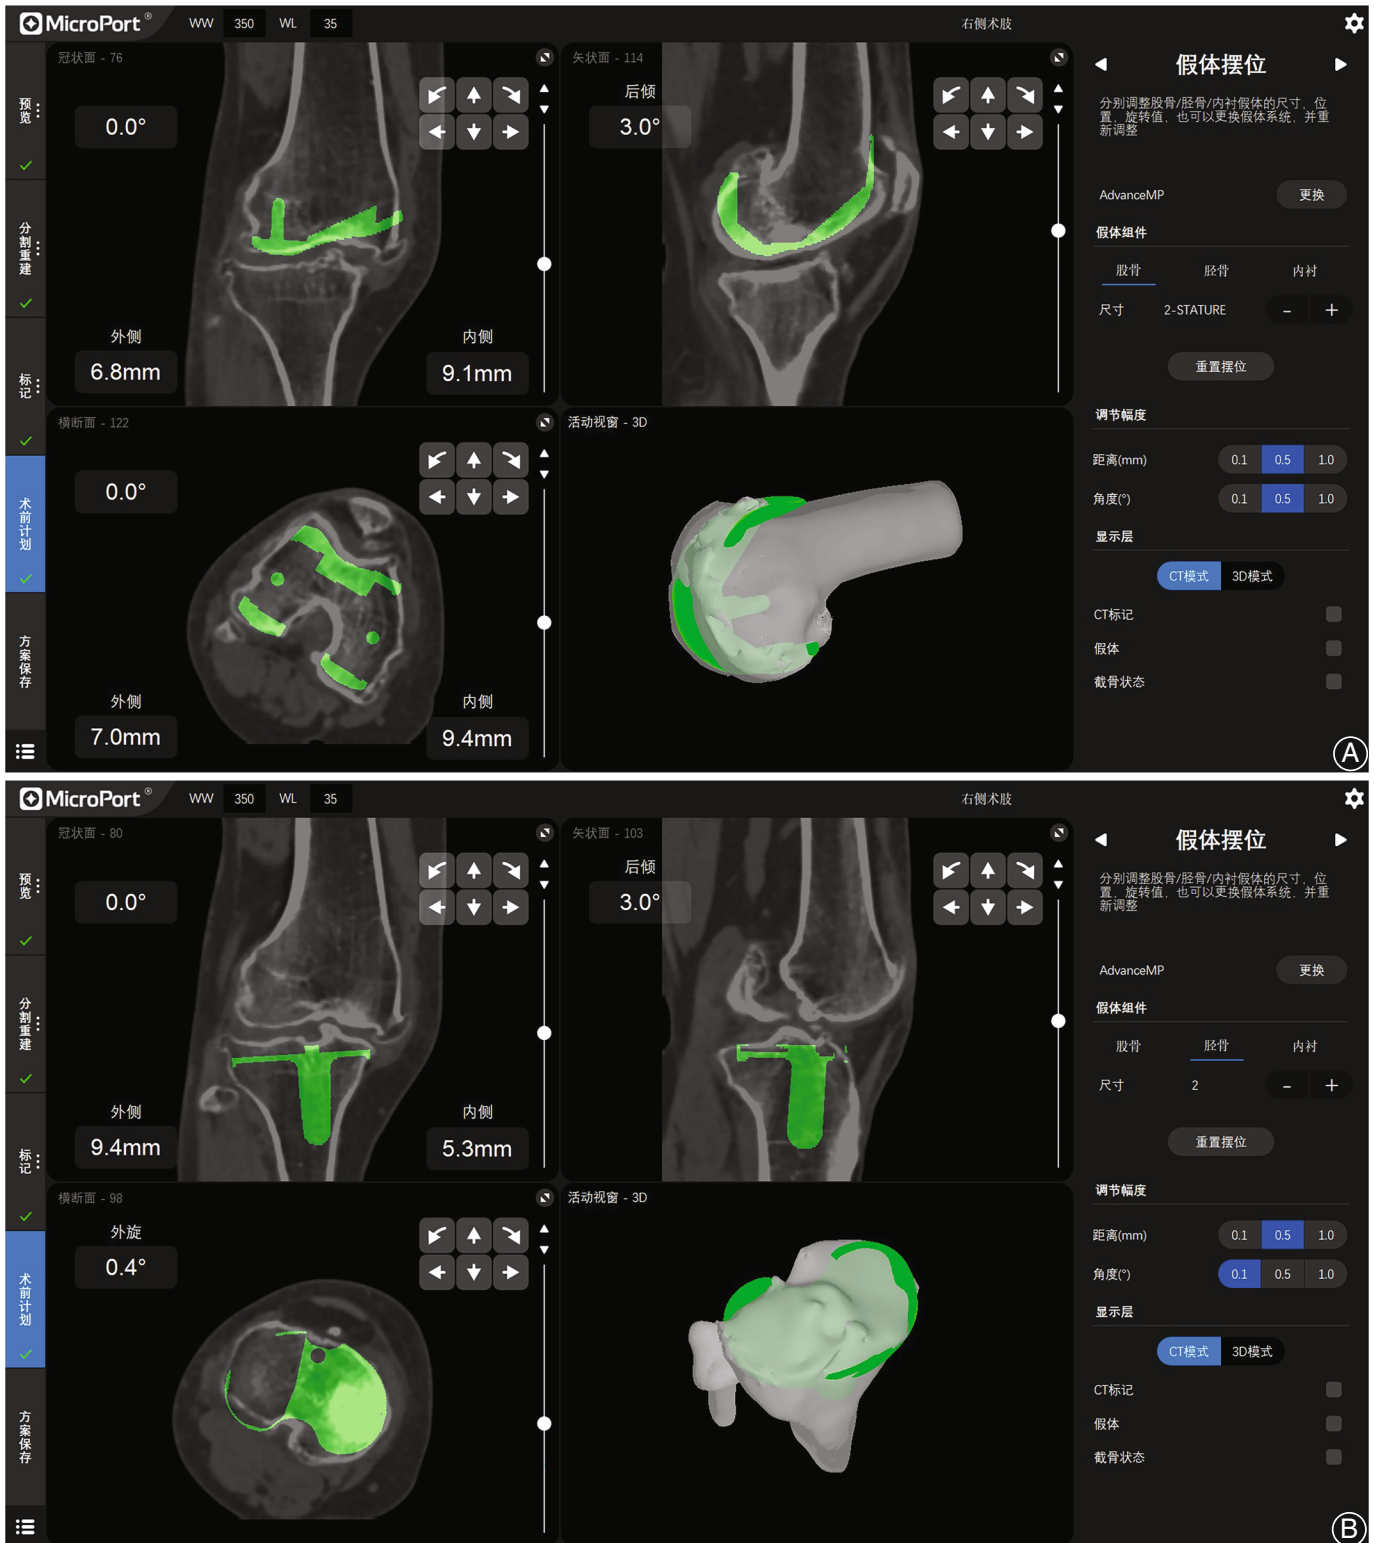 MicroPort®
WW 350 WL 35
右侧术肢
预览
分割重建
标记
术前计划
方案保存
冠状面 - 76
0.0°
外侧
6.8mm
内侧
9.1mm
矢状面 - 114
后倾
3.0°
横断面 - 122
0.0°
外侧
7.0mm
内侧
9.4mm
活动视窗 - 3D
假体摆位
分别调整股骨/胫骨/内衬假体的尺寸、位
置、旋转值,也可以更换假体系统,并重
新调整
AdvanceMP 更换
假体组件
股骨 胫骨 内衬
尺寸 2-STATURE - +
重置摆位
调节幅度
距离(mm) 0.1 0.5 1.0
角度(°) 0.1 0.5 1.0
显示层
CT模式 3D模式
CT标记
假体
截骨状态
A
MicroPort®
WW 350 WL 35
右侧术肢
预览
分割重建
标记
术前计划
方案保存
冠状面 - 80
0.0°
外侧
9.4mm
内侧
5.3mm
矢状面 - 103
后倾
3.0°
横断面 - 98
外旋
0.4°
活动视窗 - 3D
假体摆位
分别调整股骨/胫骨/内衬假体的尺寸、位
置、旋转值,也可以更换假体系统,并重
新调整
AdvanceMP 更换
假体组件
股骨 胫骨 内衬
尺寸 2 - +
重置摆位
调节幅度
距离(mm) 0.1 0.5 1.0
角度(°) 0.1 0.5 1.0
显示层
CT模式 3D模式
CT标记
假体
截骨状态
B